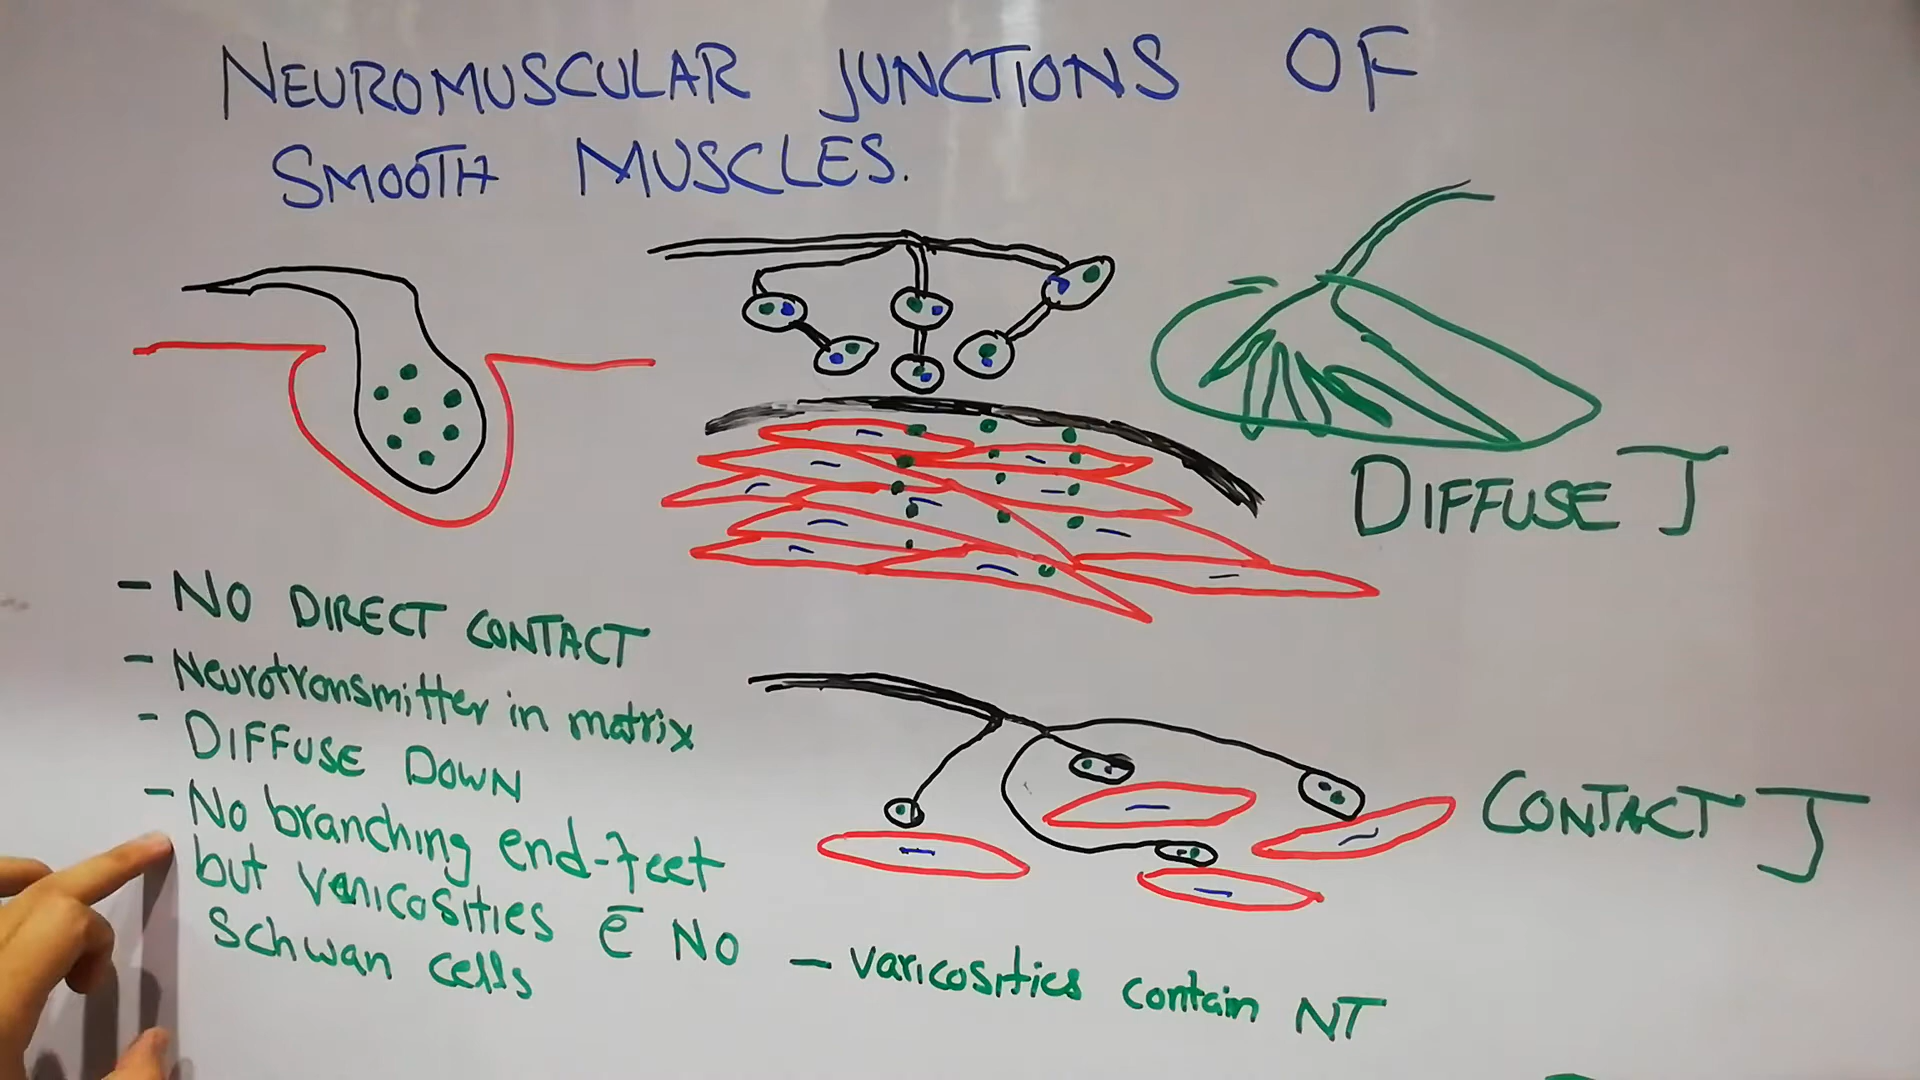 NEUROMUSCULAR JUNCTIONS OF
SMOOTH MUSCLES.
DIFFUSE J
- NO DIRECT CONTACT
- Neurotransmitter in matrix
- DIFFUSE DOWN
- No branching end-feet
but varicosities c̄ NO
Schwan cells
CONTACT J
- varicosities contain NT